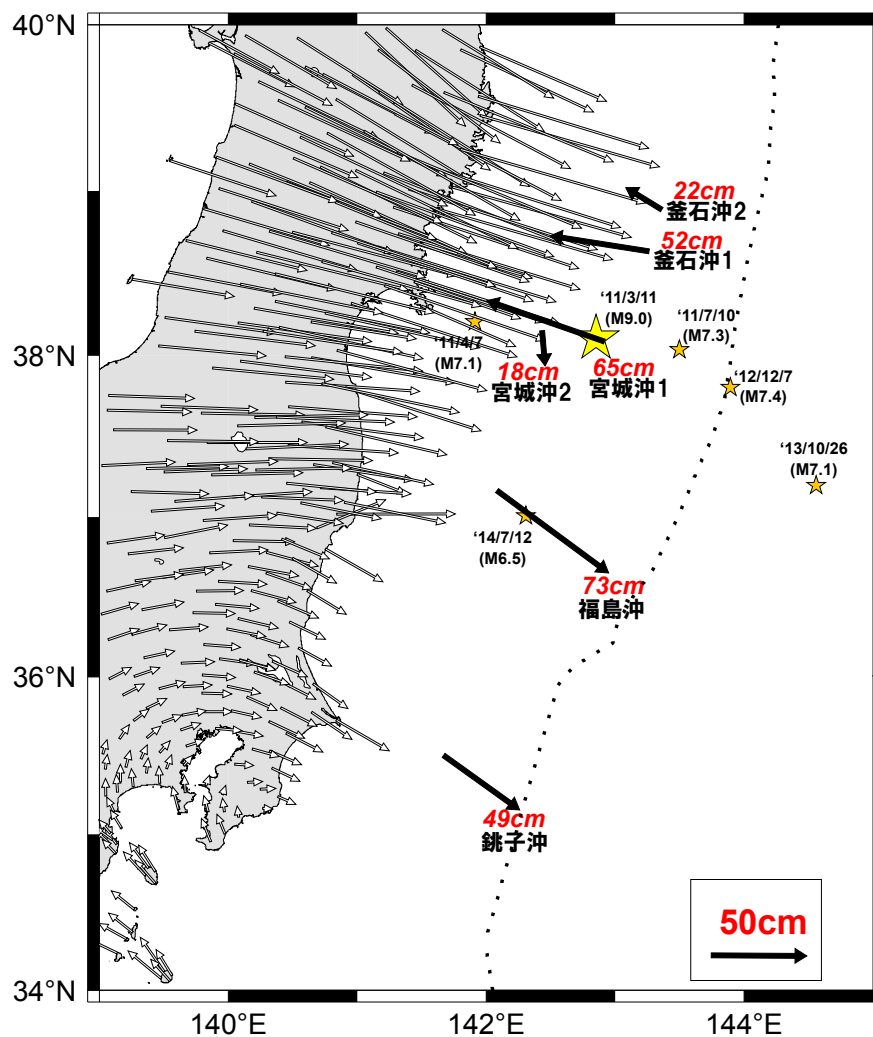 40°N
22cm
釜石沖2
52cm
釜石沖1
‘11/3/11
(M9.0)
‘11/7/10
(M7.3)
‘11/4/7
(M7.1)
38°N
18cm
宮城沖2
65cm
宮城沖1
‘12/12/7
(M7.4)
‘13/10/26
(M7.1)
‘14/7/12
(M6.5)
73cm
福島沖
36°N
49cm
銚子沖
50cm
34°N
140°E
142°E
144°E